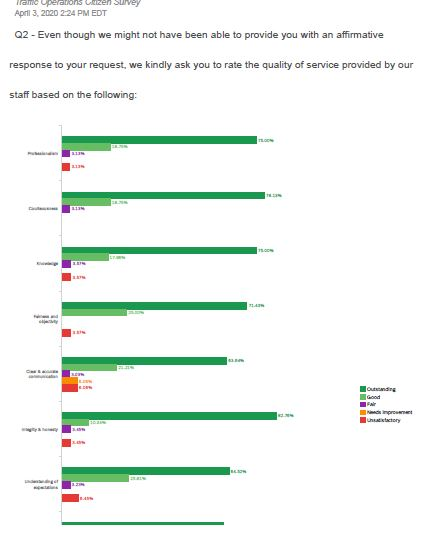 Traffic Operations Citizen Survey
April 3, 2020 2:24 PM EDT
Q2 - Even though we might not have been able to provide you with an affirmative
response to your request, we kindly ask you to rate the quality of service provided by our
staff based on the following:
75.00%
18.75%
Professionalism
3.13%
3.13%
78.13%
18.75%
Courteousness
3.13%
75.00%
17.86%
Knowledge
3.57%
3.57%
71.43%
25.00%
Fairness and
objectivity
3.57%
63.64%
21.21%
Clear & accurate
communication
3.03%
6.06%
6.06%
82.76%
10.34%
Integrity & honesty
3.45%
3.45%
64.52%
25.81%
Understanding of
expectations
3.23%
6.45%
Outstanding
Good
Fair
Needs Improvement
Unsatisfactory